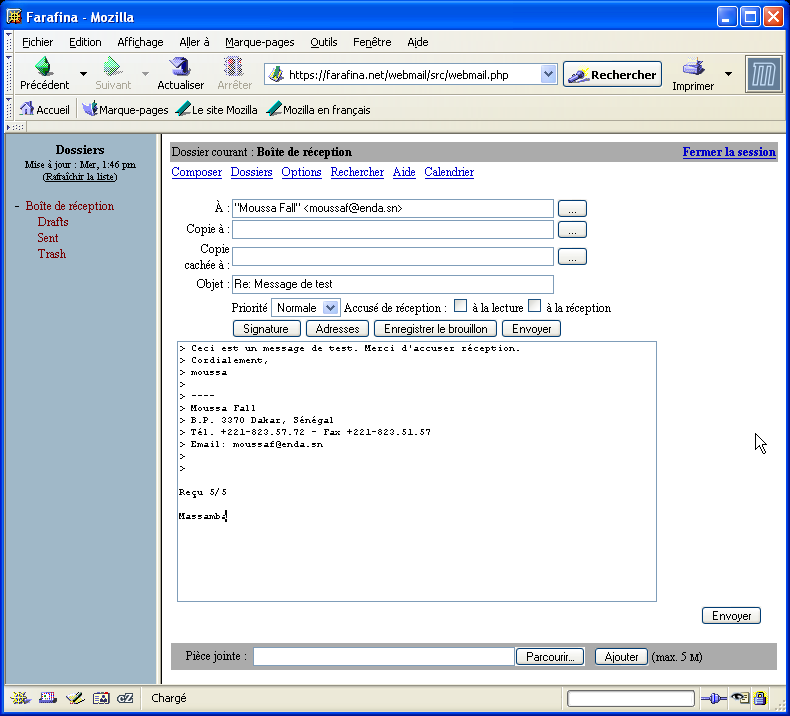 Farafina - Mozilla
Fichier Edition Affichage Aller à Marque-pages Outils Fenêtre Aide
Précédent Suivant Actualiser Arrêter https://farafina.net/webmail/src/webmail.php Rechercher Imprimer
Accueil Marque-pages Le site Mozilla Mozilla en français
Dossiers
Mise à jour : Mer, 1:46 pm
(Rafraîchir la liste)
- Boîte de réception
Drafts
Sent
Trash
Dossier courant : Boîte de réception Fermer la session
Composer Dossiers Options Rechercher Aide Calendrier
À : "Moussa Fall" <moussaf@enda.sn> ...
Copie à : ...
Copie
cachée à : ...
Objet : Re: Message de test
Priorité Normale Accusé de réception : à la lecture à la réception
Signature Adresses Enregistrer le brouillon Envoyer
> Ceci est un message de test. Merci d'accuser réception.
> Cordialement,
> moussa
>
> ----
> Moussa Fall
> B.P. 3370 Dakar, Sénégal
> Tél. +221-823.57.72 - Fax +221-823.51.57
> Email: moussaf@enda.sn
>
>
Reçu 5/5
Massamba
Envoyer
Pièce jointe : Parcourir... Ajouter (max. 5 M)
cZ Chargé